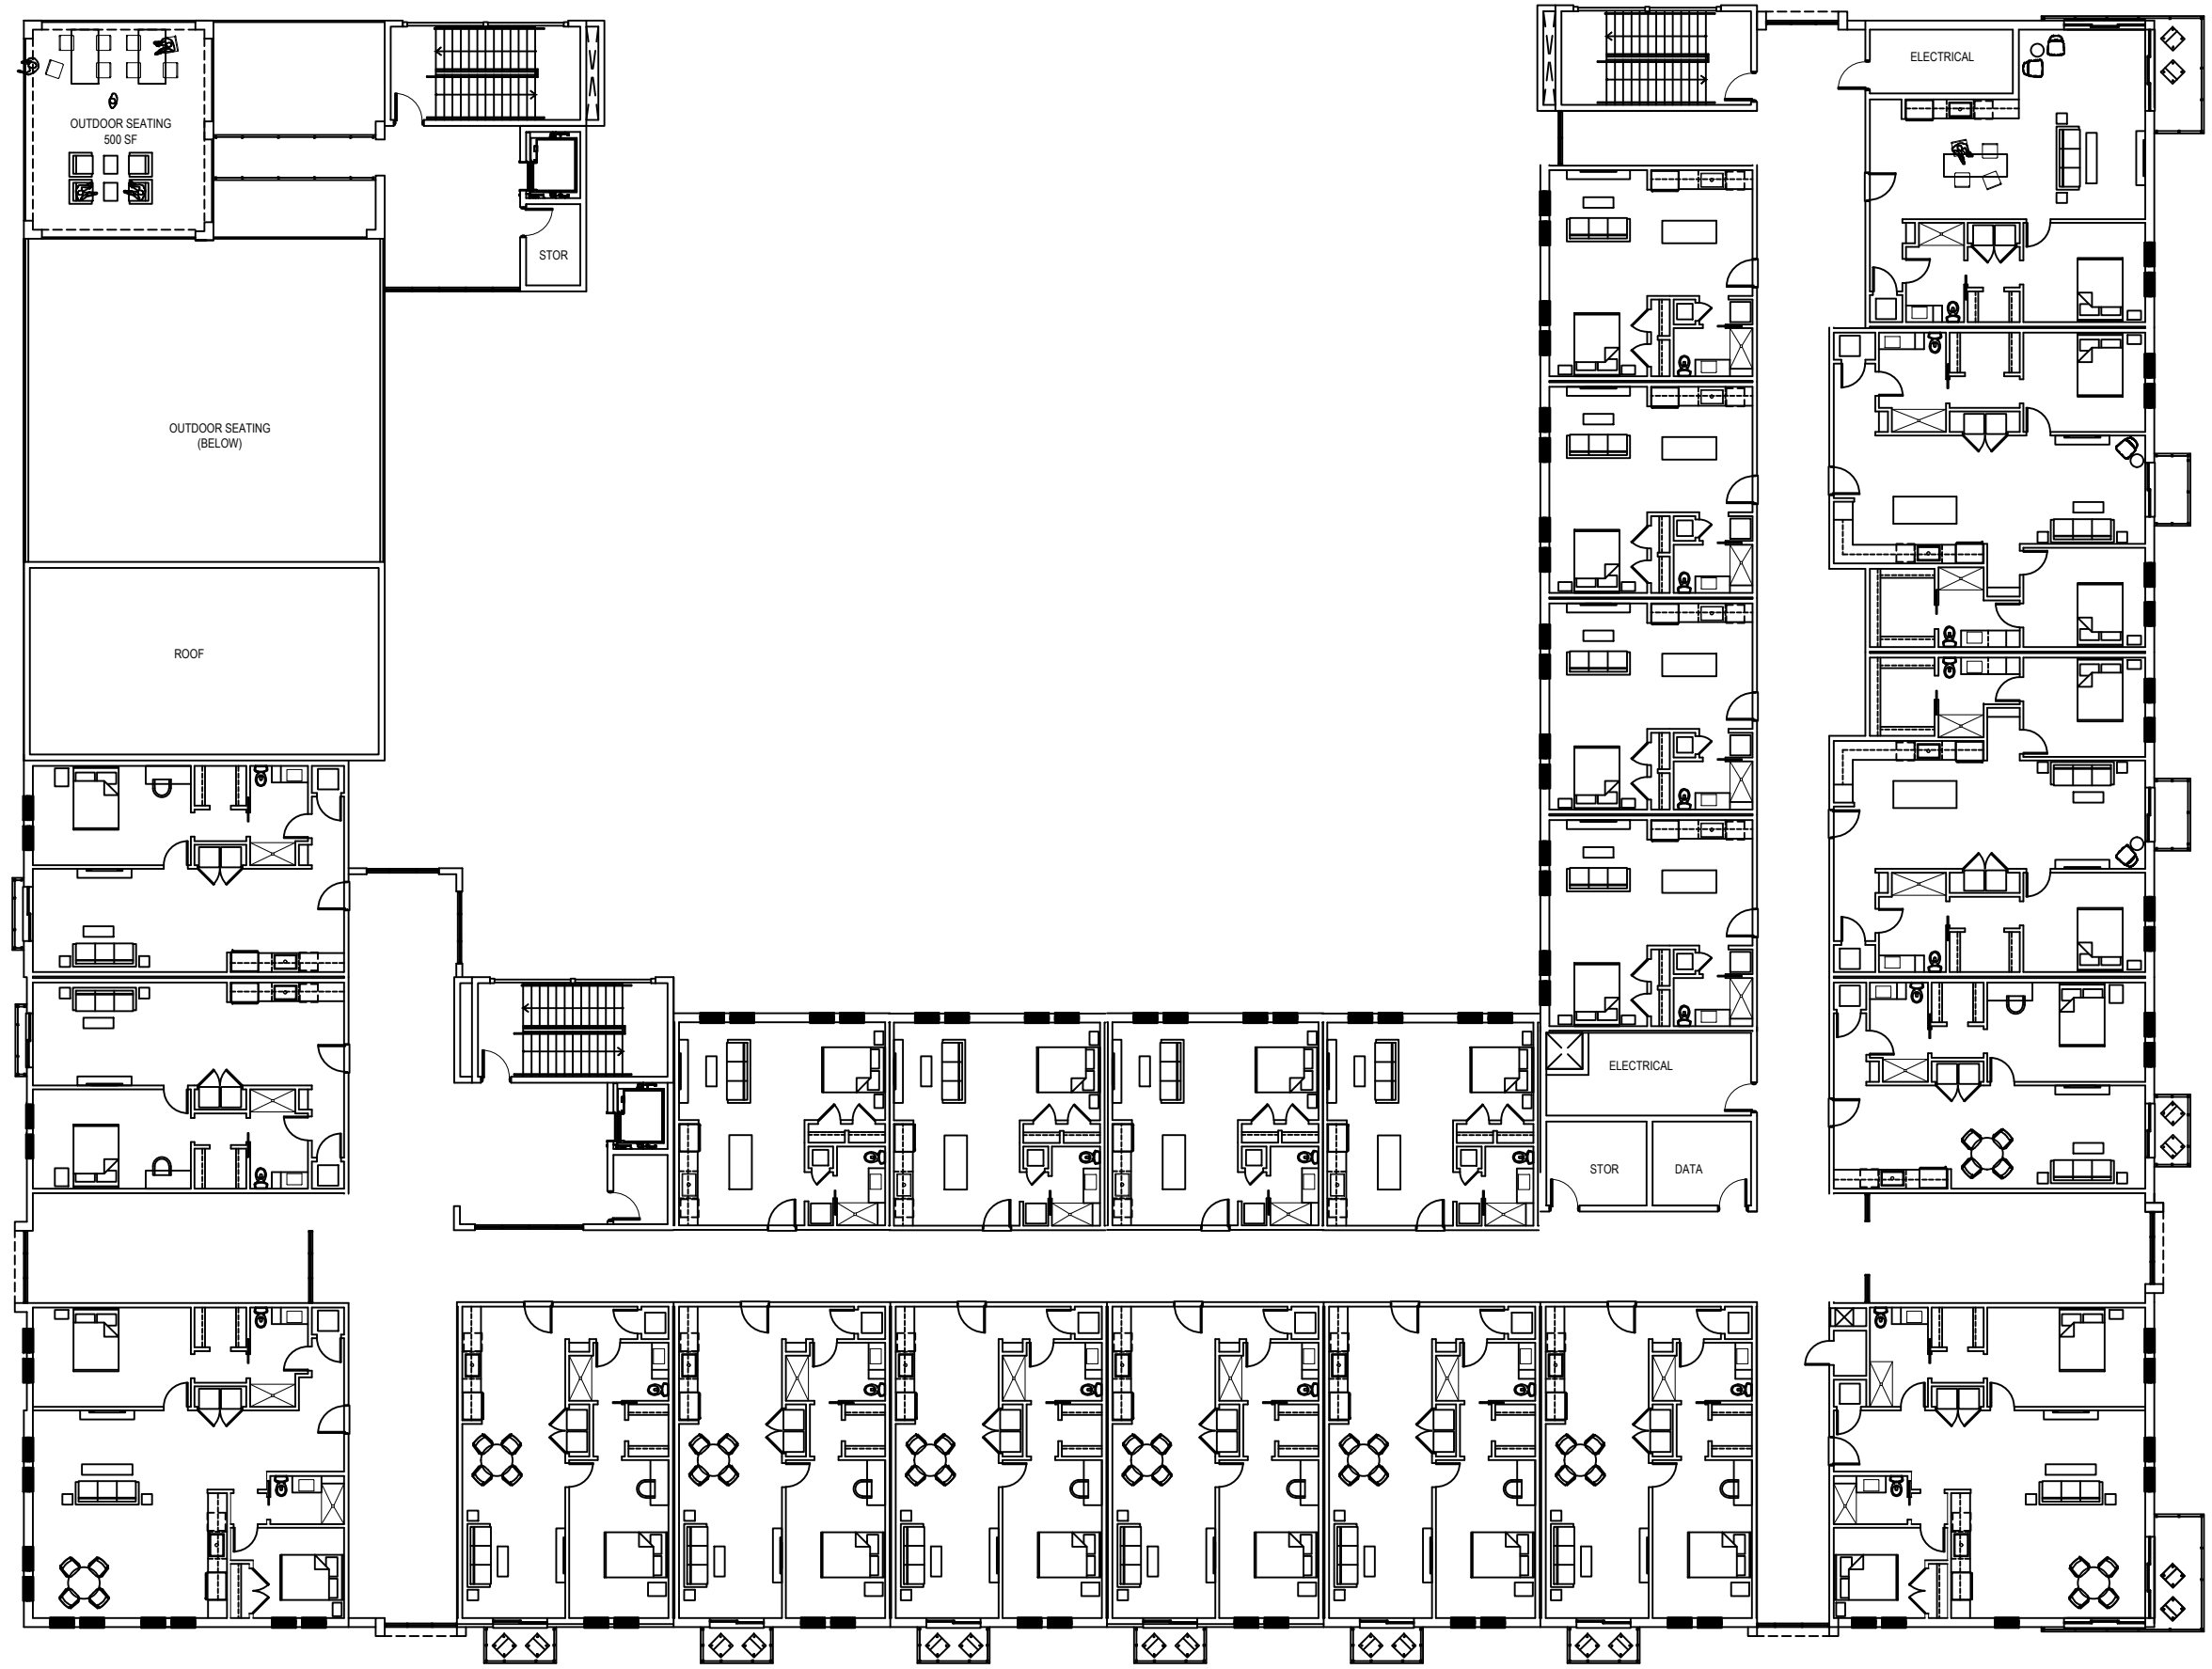 ELECTRICAL
OUTDOOR SEATING
500 SF
STOR
OUTDOOR SEATING
(BELOW)
ROOF
ELECTRICAL
STOR
DATA